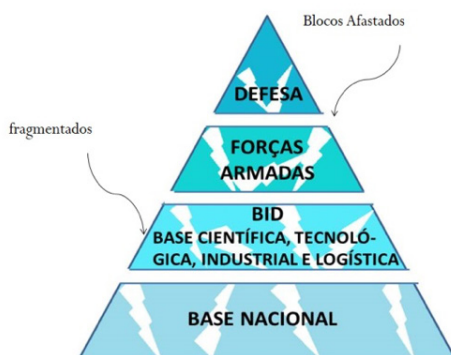 Blocos Afastados
DEFESA
fragmentados
FORÇAS
ARMADAS
BID
BASE CIENTÍFICA, TECNOLÓ-
GICA, INDUSTRIAL E LOGÍSTICA
BASE NACIONAL